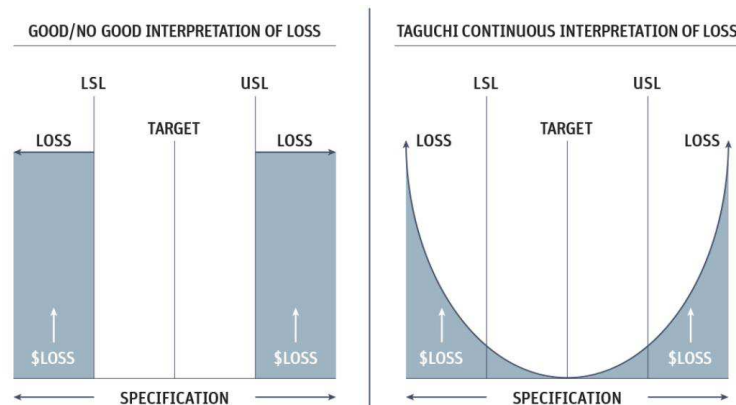 GOOD/NO GOOD INTERPRETATION OF LOSS
LSL
USL
TARGET
LOSS
LOSS
$LOSS
$LOSS
SPECIFICATION
TAGUCHI CONTINUOUS INTERPRETATION OF LOSS
LSL
USL
TARGET
LOSS
LOSS
$LOSS
$LOSS
SPECIFICATION